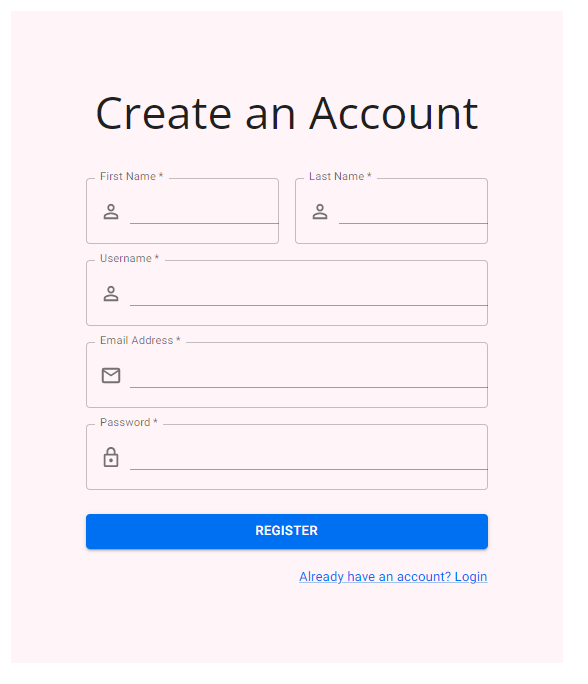 Create an Account
First Name *
Last Name *
Username *
Email Address *
Password *
REGISTER
Already have an account? Login